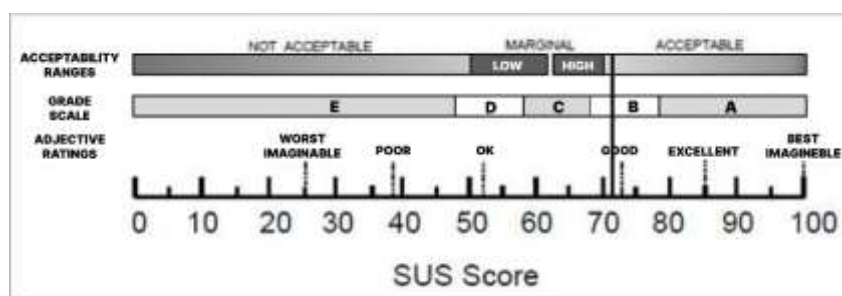 NOT ACCEPTABLE MARGINAL ACCEPTABLE
ACCEPTABILITY RANGES LOW HIGH
GRADE SCALE E D C B A
ADJECTIVE RATINGS WORST IMAGINABLE POOR OK GOOD EXCELLENT BEST IMAGINEBLE
0 10 20 30 40 50 60 70 80 90 100
SUS Score